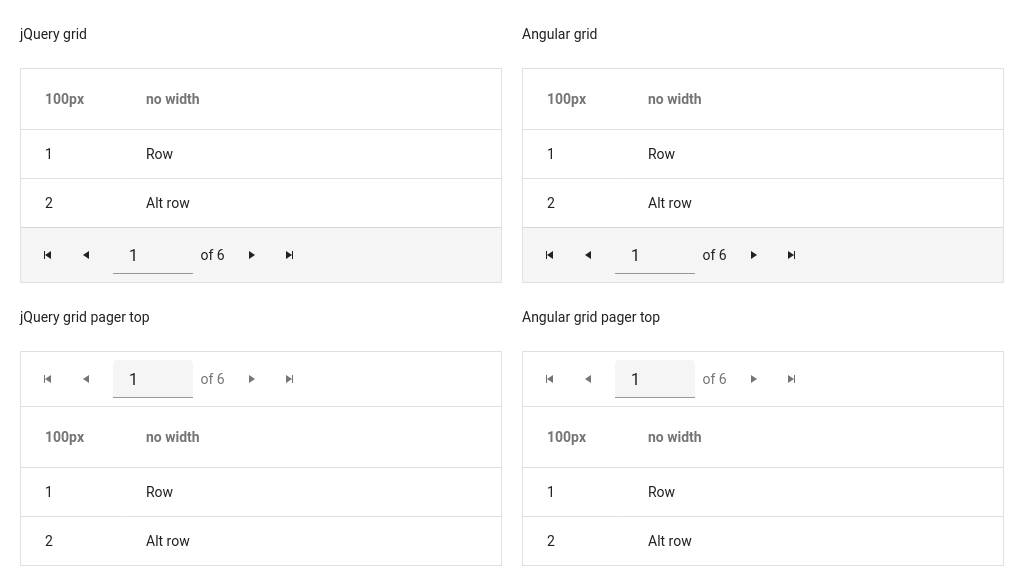 jQuery grid
100px no width
1 Row
2 Alt row
1 of 6
Angular grid
100px no width
1 Row
2 Alt row
1 of 6
jQuery grid pager top
1 of 6
100px no width
1 Row
2 Alt row
Angular grid pager top
1 of 6
100px no width
1 Row
2 Alt row